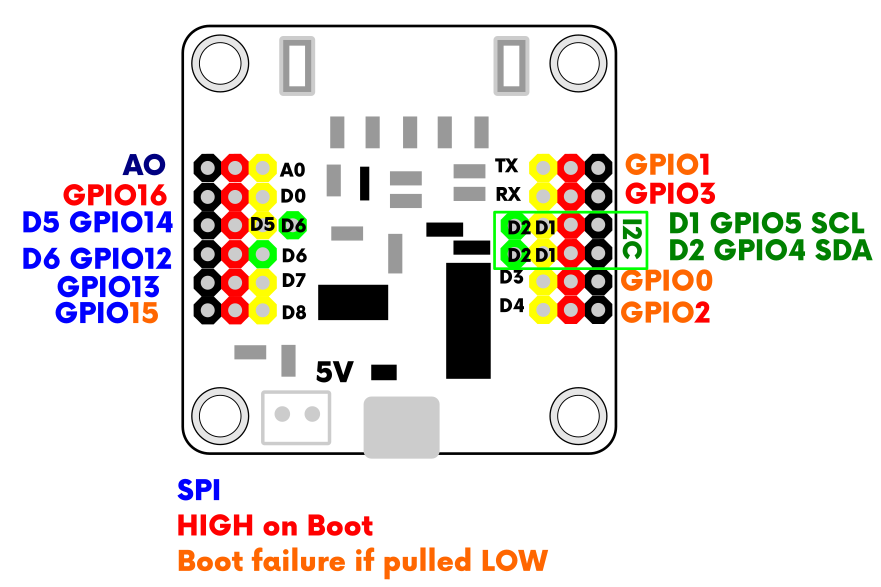 AO A0 TX GPIO1
GPIO16 D0 RX GPIO3
D5 GPIO14 D5 D6 D2 D1 I2C D1 GPIO5 SCL
D6 GPIO12 D6 D2 D1 D2 GPIO4 SDA
GPIO13 D7 D3 GPIO0
GPIO15 D8 D4 GPIO2
5V
SPI
HIGH on Boot
Boot failure if pulled LOW